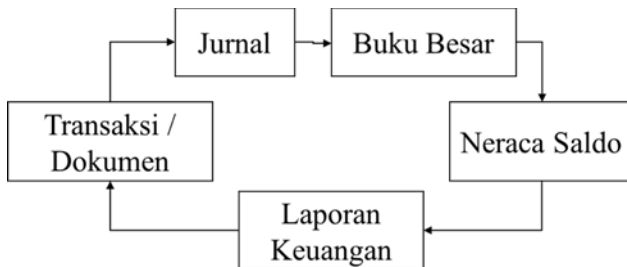 Jurnal
Buku Besar
Transaksi /
Dokumen
Neraca Saldo
Laporan
Keuangan